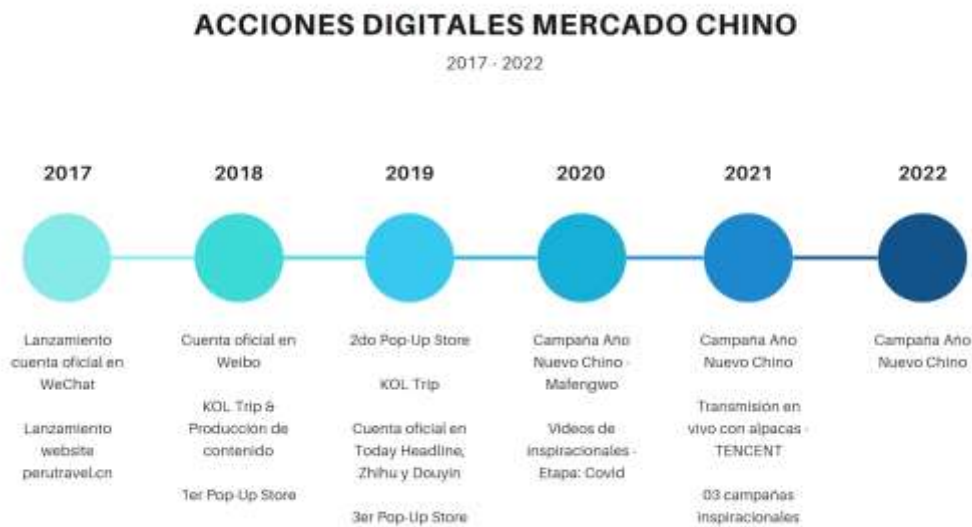 ACCIONES DIGITALES MERCADO CHINO
2017 - 2022
2017
Lanzamiento
cuenta oficial en
WeChat
Lanzamiento
website
perutravel.cn
2018
Cuenta oficial en
Weibo
KOL Trip &
Producción de
contenido
1er Pop-Up Store
2019
2do Pop-Up Store
KOL Trip
Cuenta oficial en
Today Headline,
Zhihu y Douyin
3er Pop-Up Store
2020
Campaña Año
Nuevo Chino -
Mafengwo
Videos de
inspiracionales -
Etapa: Covid
2021
Campaña Año
Nuevo Chino
Transmisión en
vivo con alpacas -
TENCENT
03 campañas
inspiracionales
2022
Campaña Año
Nuevo Chino